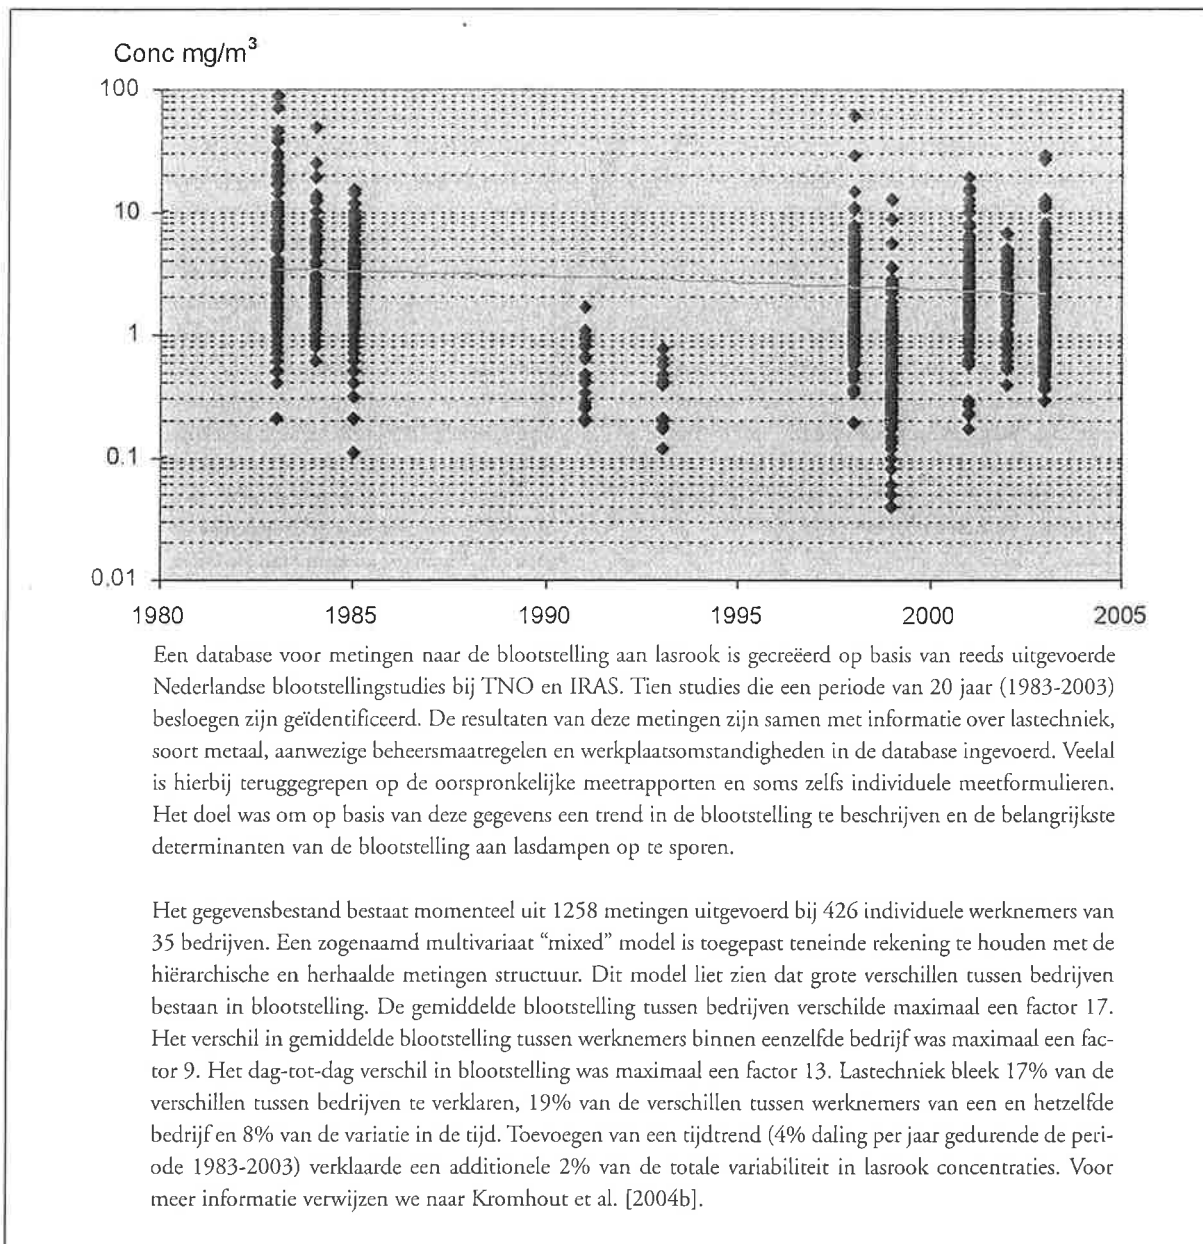 Conc mg/m³
100
10
1
0.1
0,01
1980 1985 1990 1995 2000 2005
Een database voor metingen naar de blootstelling aan lasrook is gecreëerd op basis van reeds uitgevoerde
Nederlandse blootstellingstudies bij TNO en IRAS. Tien studies die een periode van 20 jaar (1983-2003)
besloegen zijn geïdentificeerd. De resultaten van deze metingen zijn samen met informatie over lastechniek,
soort metaal, aanwezige beheersmaatregelen en werkplaatsomstandigheden in de database ingevoerd. Veelal
is hierbij teruggegrepen op de oorspronkelijke meetrapporten en soms zelfs individuele meetformulieren.
Het doel was om op basis van deze gegevens een trend in de blootstelling te beschrijven en de belangrijkste
determinanten van de blootstelling aan lasdampen op te sporen.
Het gegevensbestand bestaat momenteel uit 1258 metingen uitgevoerd bij 426 individuele werknemers van
35 bedrijven. Een zogenaamd multivariaat “mixed” model is toegepast teneinde rekening te houden met de
hiërarchische en herhaalde metingen structuur. Dit model liet zien dat grote verschillen tussen bedrijven
bestaan in blootstelling. De gemiddelde blootstelling tussen bedrijven verschilde maximaal een factor 17.
Het verschil in gemiddelde blootstelling tussen werknemers binnen eenzelfde bedrijf was maximaal een fac-
tor 9. Het dag-tot-dag verschil in blootstelling was maximaal een factor 13. Lastechniek bleek 17% van de
verschillen tussen bedrijven te verklaren, 19% van de verschillen tussen werknemers van een en hetzelfde
bedrijf en 8% van de variatie in de tijd. Toevoegen van een tijdtrend (4% daling per jaar gedurende de peri-
ode 1983-2003) verklaarde een additionele 2% van de totale variabiliteit in lasrook concentraties. Voor
meer informatie verwijzen we naar Kromhout et al. [2004b].